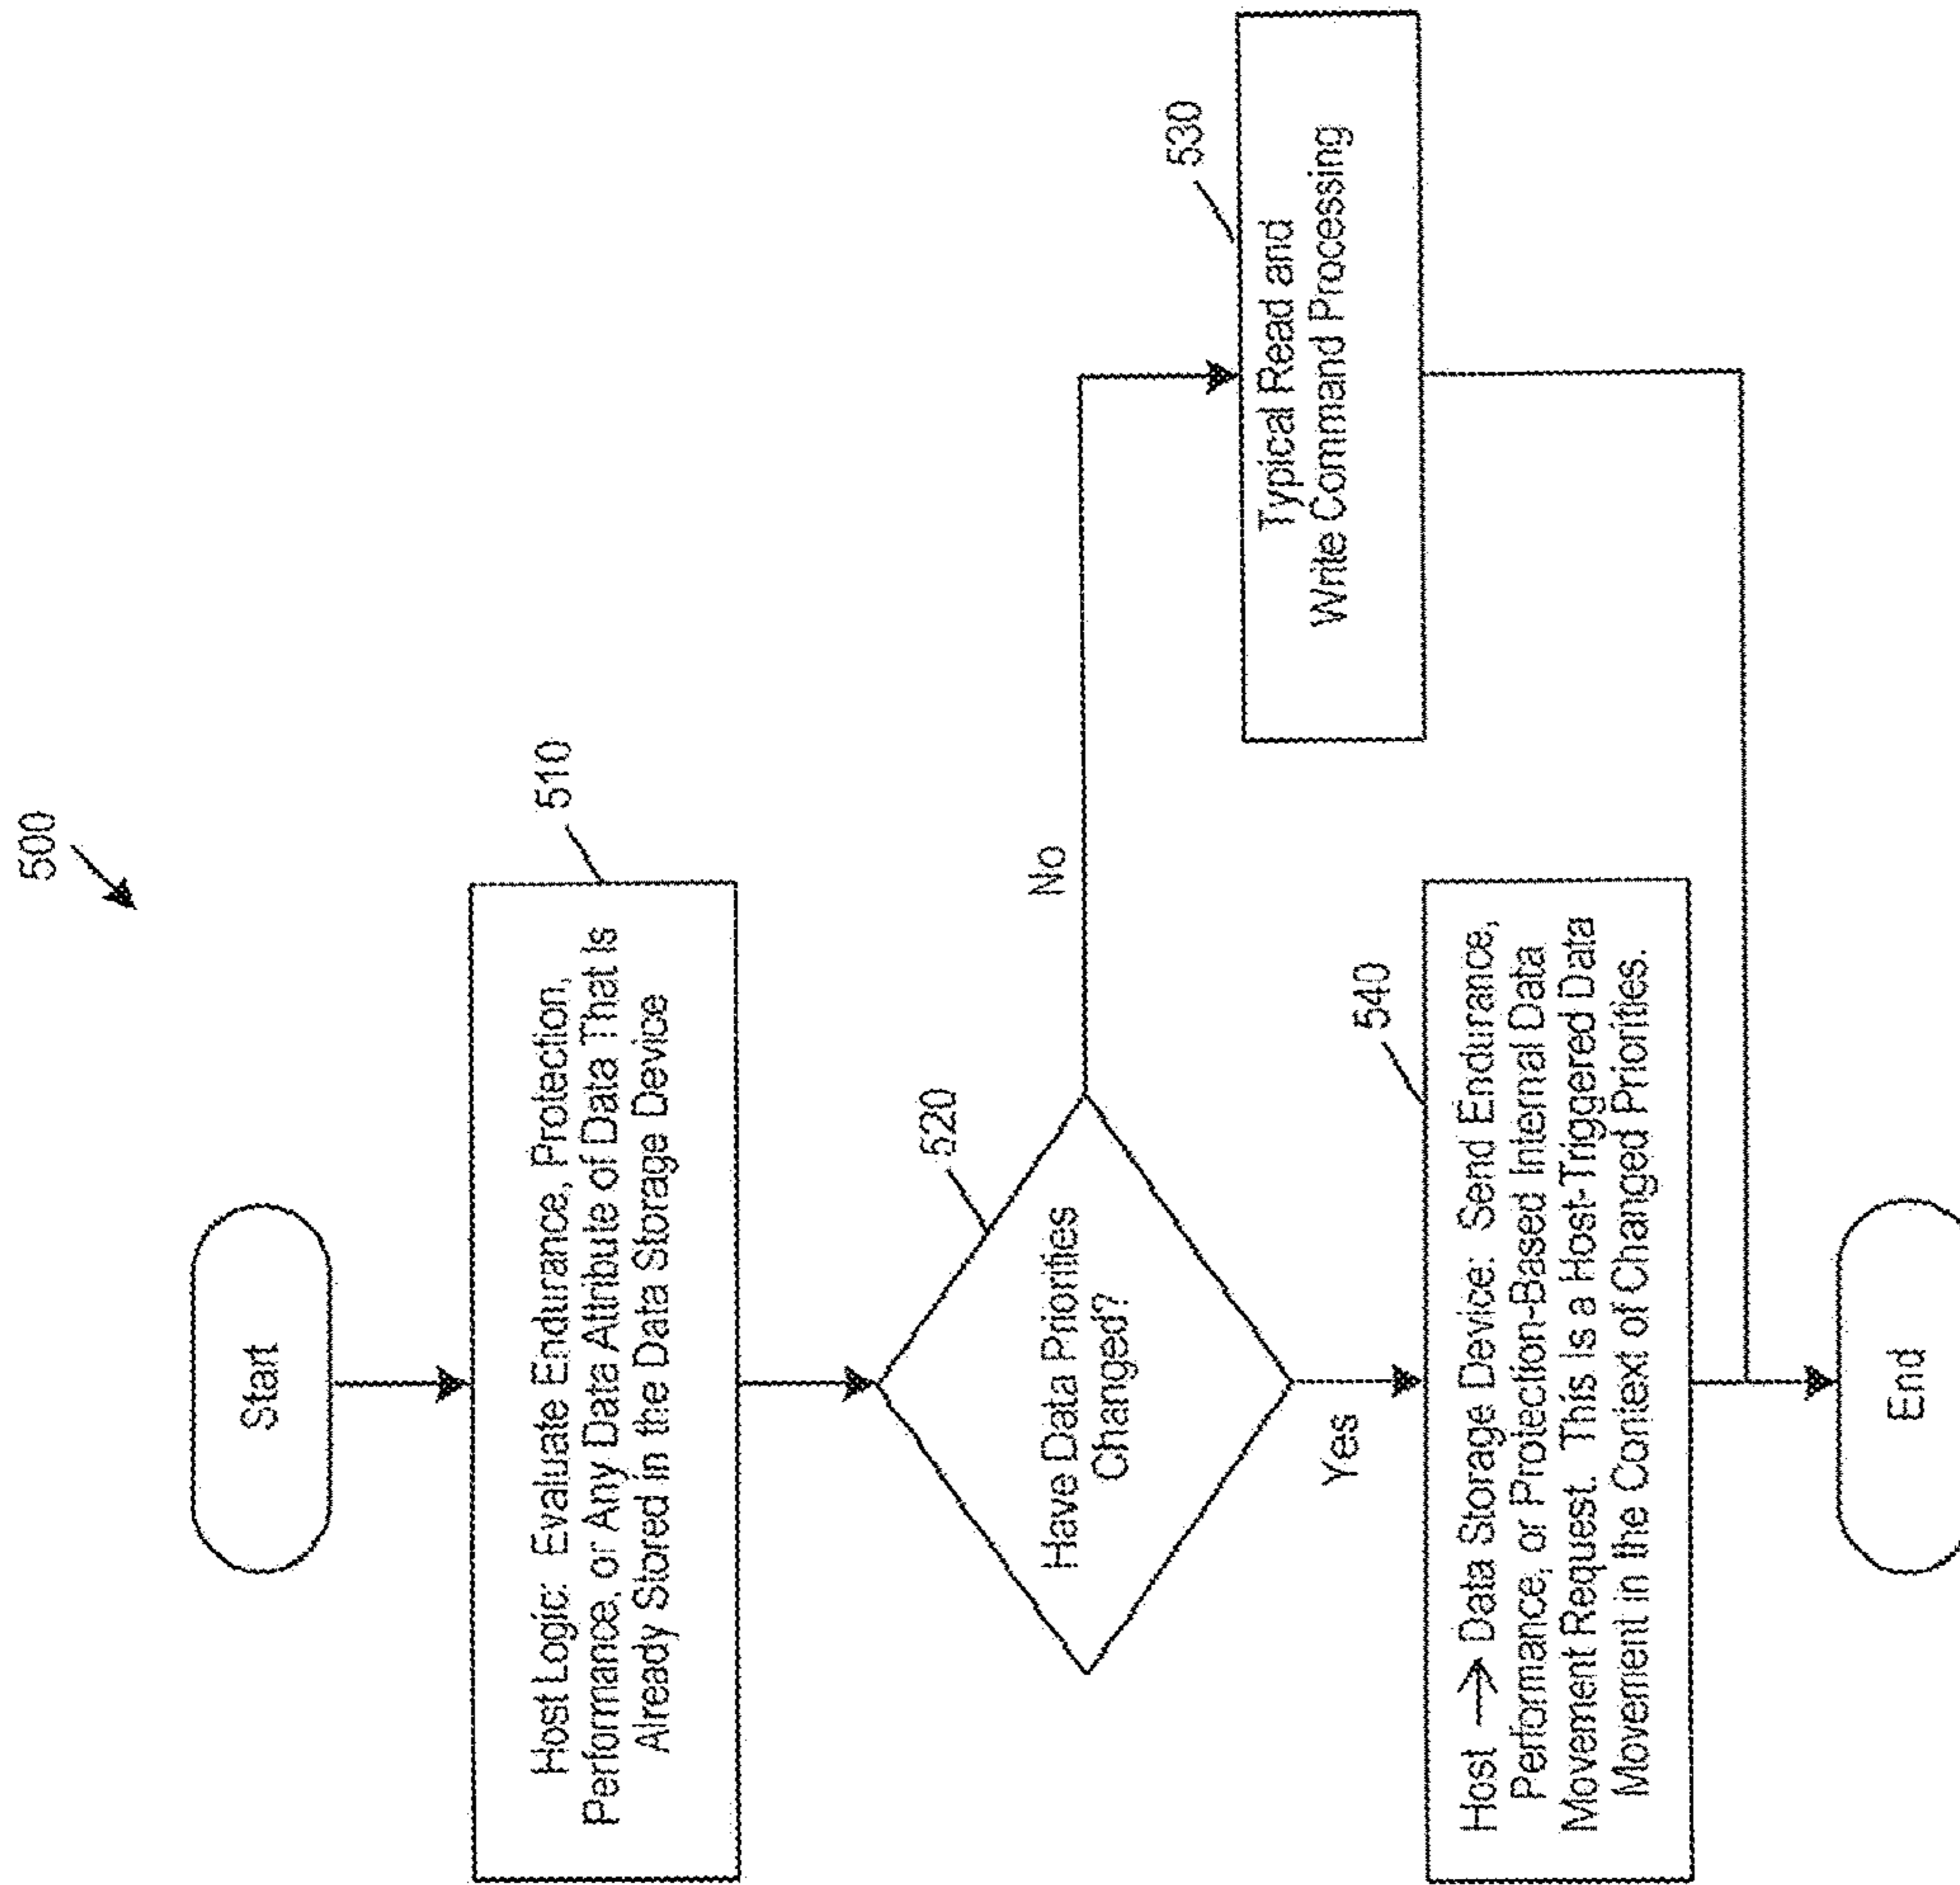 500
Start
510
Host Logic: Evaluate Endurance, Protection,
Performance, or Any Data Attribute of Data That Is
Already Stored in the Data Storage Device
520
Have Data Priorities
Changed?
No
530
Typical Read and
Write Command Processing
Yes
540
Host → Data Storage Device: Send Endurance,
Performance, or Protection-Based Internal Data
Movement Request. This Is a Host-Triggered Data
Movement in the Context of Changed Priorities.
End